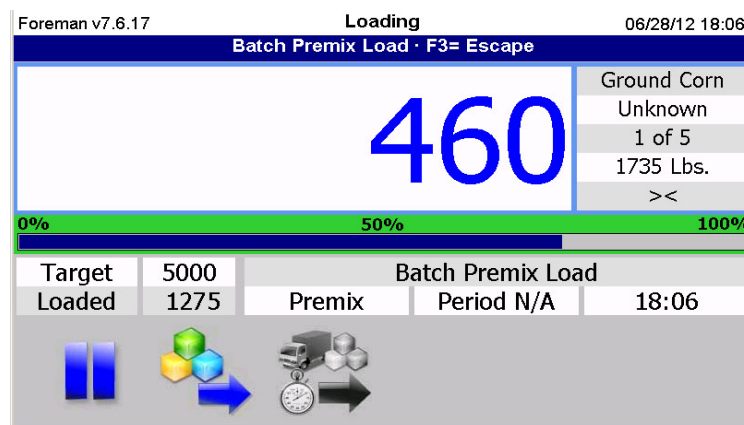 Foreman v7.6.17 Loading 06/28/12 18:06
Batch Premix Load · F3= Escape
460
Ground Corn
Unknown
1 of 5
1735 Lbs.
><
0% 50% 100%
Target 5000 Batch Premix Load
Loaded 1275 Premix Period N/A 18:06